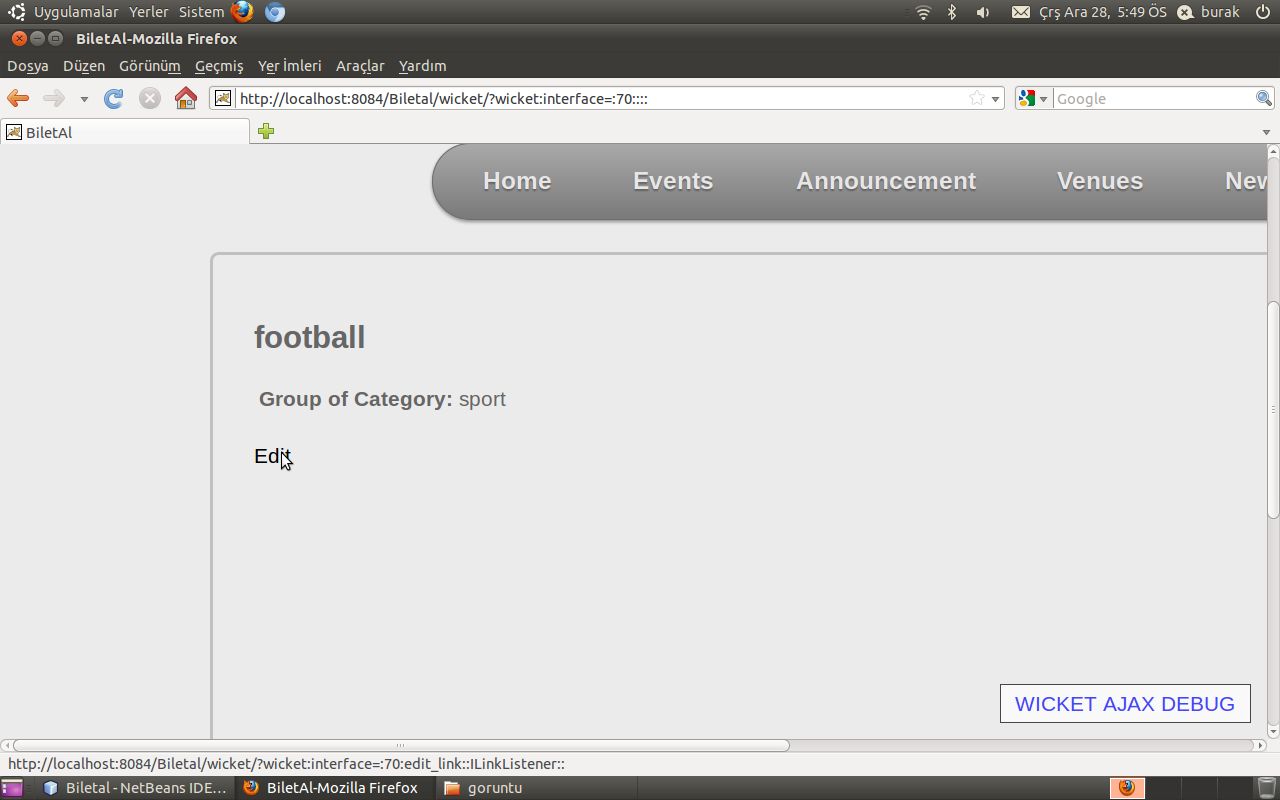 Uygulamalar Yerler Sistem Çrş Ara 28, 5:49 ÖS burak
BiletAl-Mozilla Firefox
Dosya Düzen Görünüm Geçmiş Yer İmleri Araçlar Yardım
http://localhost:8084/Biletal/wicket/?wicket:interface=:70:::: Google
BiletAl
Home Events Announcement Venues New
football
Group of Category: sport
Edit
WICKET AJAX DEBUG
http://localhost:8084/Biletal/wicket/?wicket:interface=:70:edit_link::ILinkListener::
Biletal - NetBeans IDE... BiletAl-Mozilla Firefox goruntu